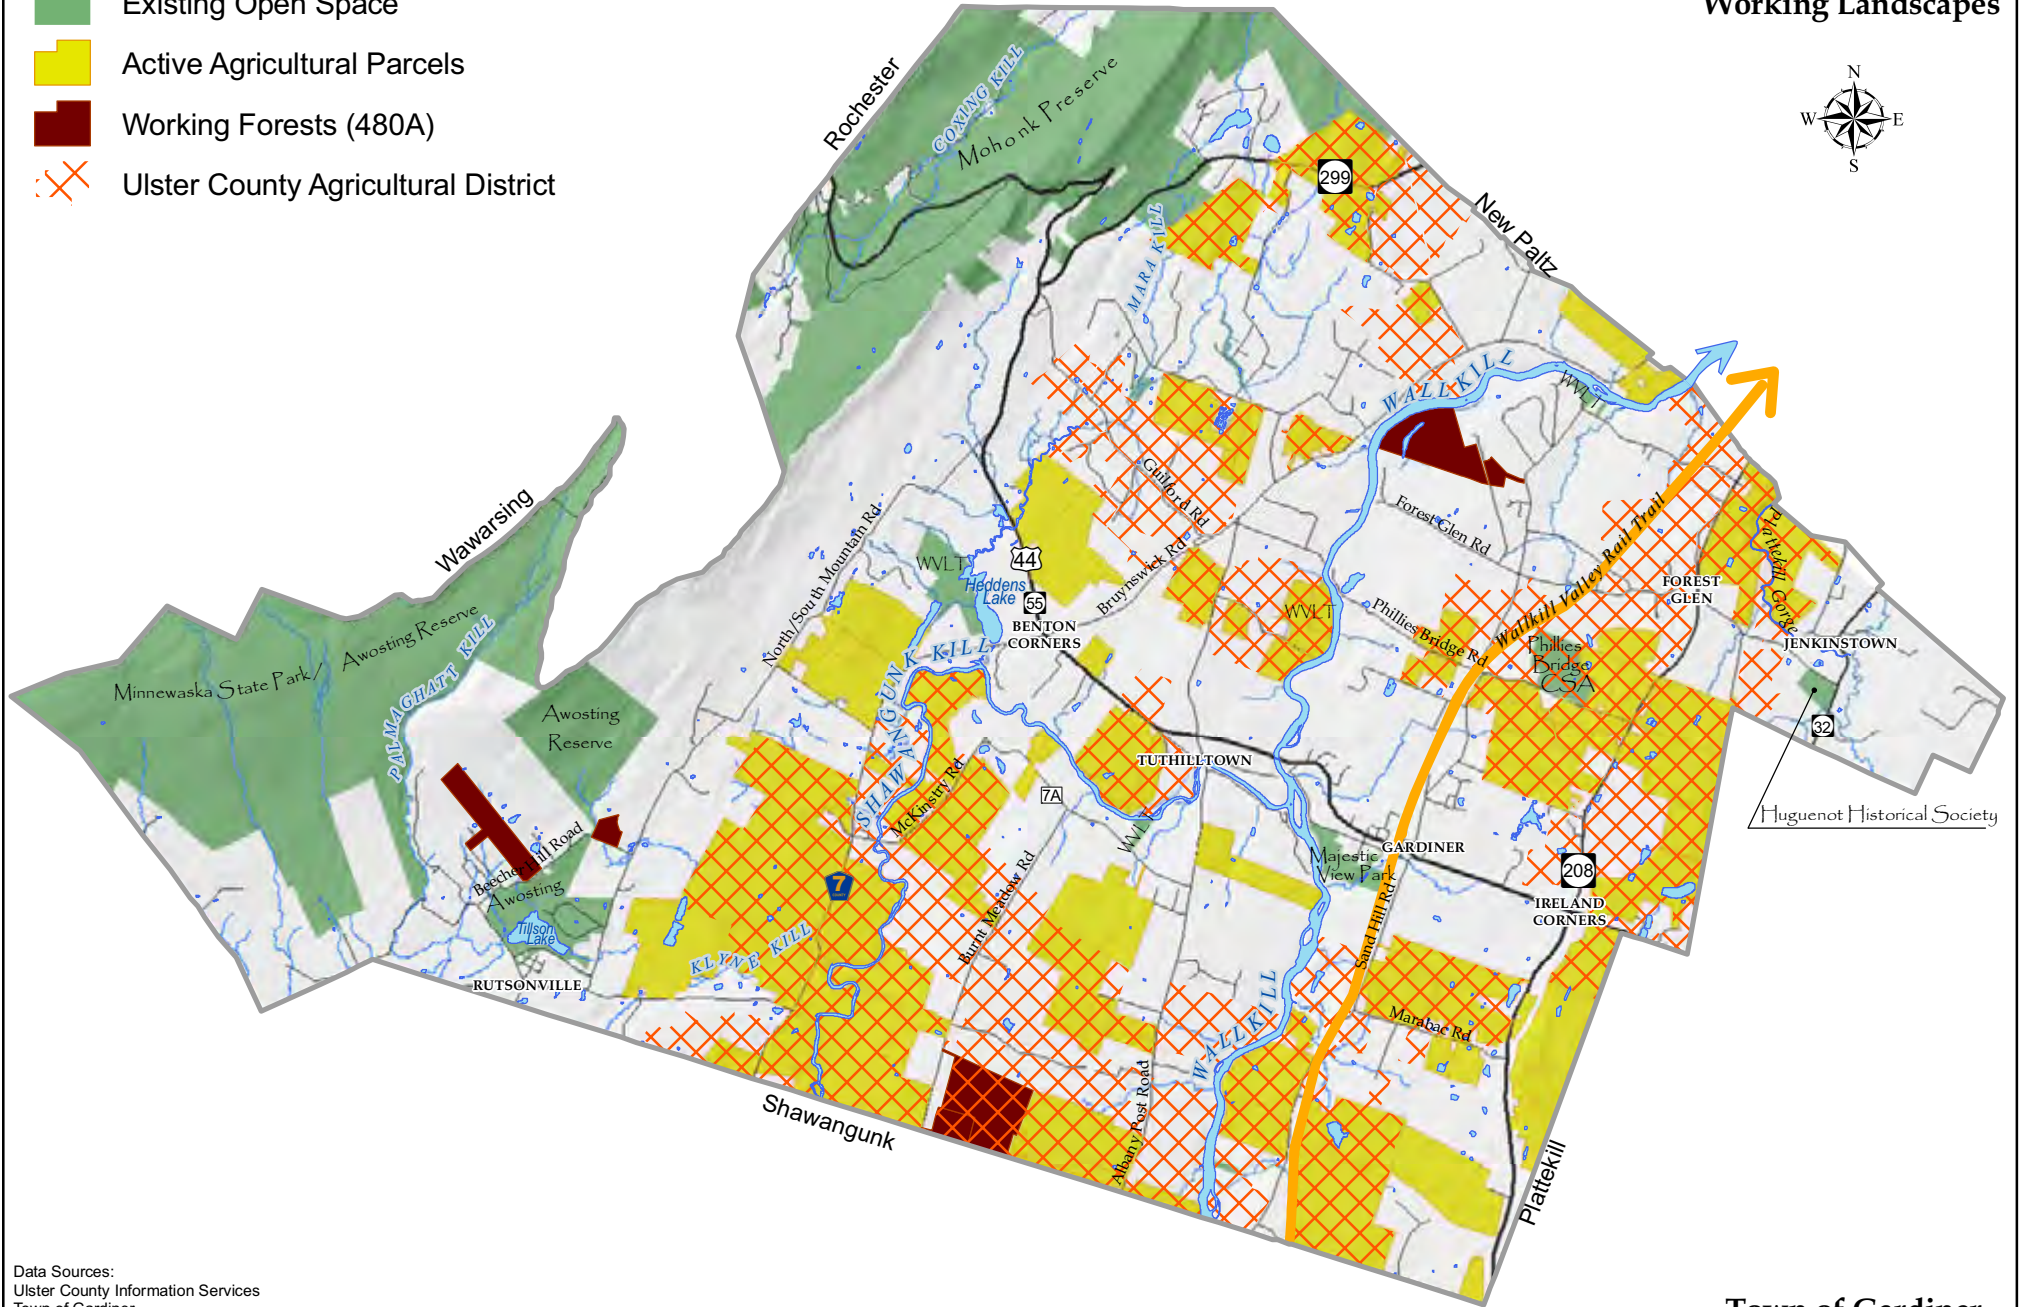 Existing Open Space
Working Landscapes
Active Agricultural Parcels
Working Forests (480A)
Ulster County Agricultural District
N
W
E
S
Rochester
COXING KILL
Mohonk Preserve
299
New Paltz
MARA KILL
WALLKILL
WVLT
Wawarsing
Guilford Rd
Forest Glen Rd
Wallkill Valley Rail Trail
North/South Mountain Rd
WVLT
44
Heddens
Lake
55
Bruynswick Rd
BENTON
CORNERS
WVLT
Phillies Bridge Rd
FOREST
GLEN
Plattekill Gorge
JENKINSTOWN
Phillies
Bridge
CSA
Minnewaska State Park/ Awosting Reserve
PALMAGHATT KILL
Awosting
Reserve
SHAWANGUNK KILL
32
TUTHILLTOWN
McKinstry Rd
7A
WVLT
Huguenot Historical Society
Beecher Hill Road
Awosting
Tillson
Lake
7
Majestic
View Park
GARDINER
208
IRELAND
CORNERS
Burnt Meadow Rd
Sand Hill Rd
KLYNE KILL
RUTSONVILLE
WALLKILL
Marabac Rd
Albany Post Road
Shawangunk
Plattekill
Data Sources:
Ulster County Information Services
Town of Gardiner
Town of Gardiner